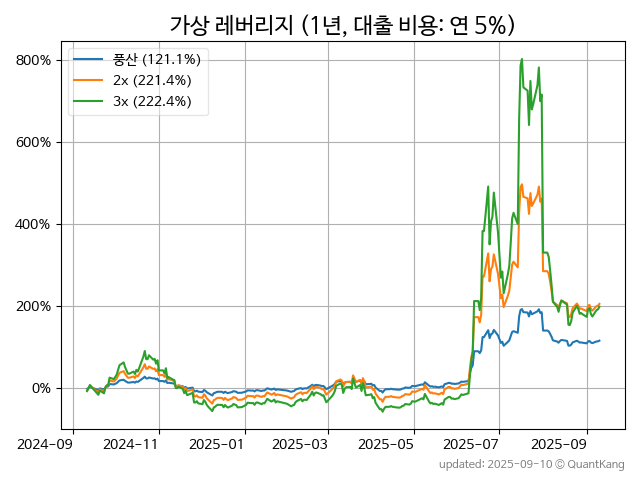 가상 레버리지 (1년, 대출 비용: 연 5%)
풍산 (121.1%)
2x (221.4%)
3x (222.4%)
800%
600%
400%
200%
0%
2024-09 2024-11 2025-01 2025-03 2025-05 2025-07 2025-09
updated: 2025-09-10 © QuantKang